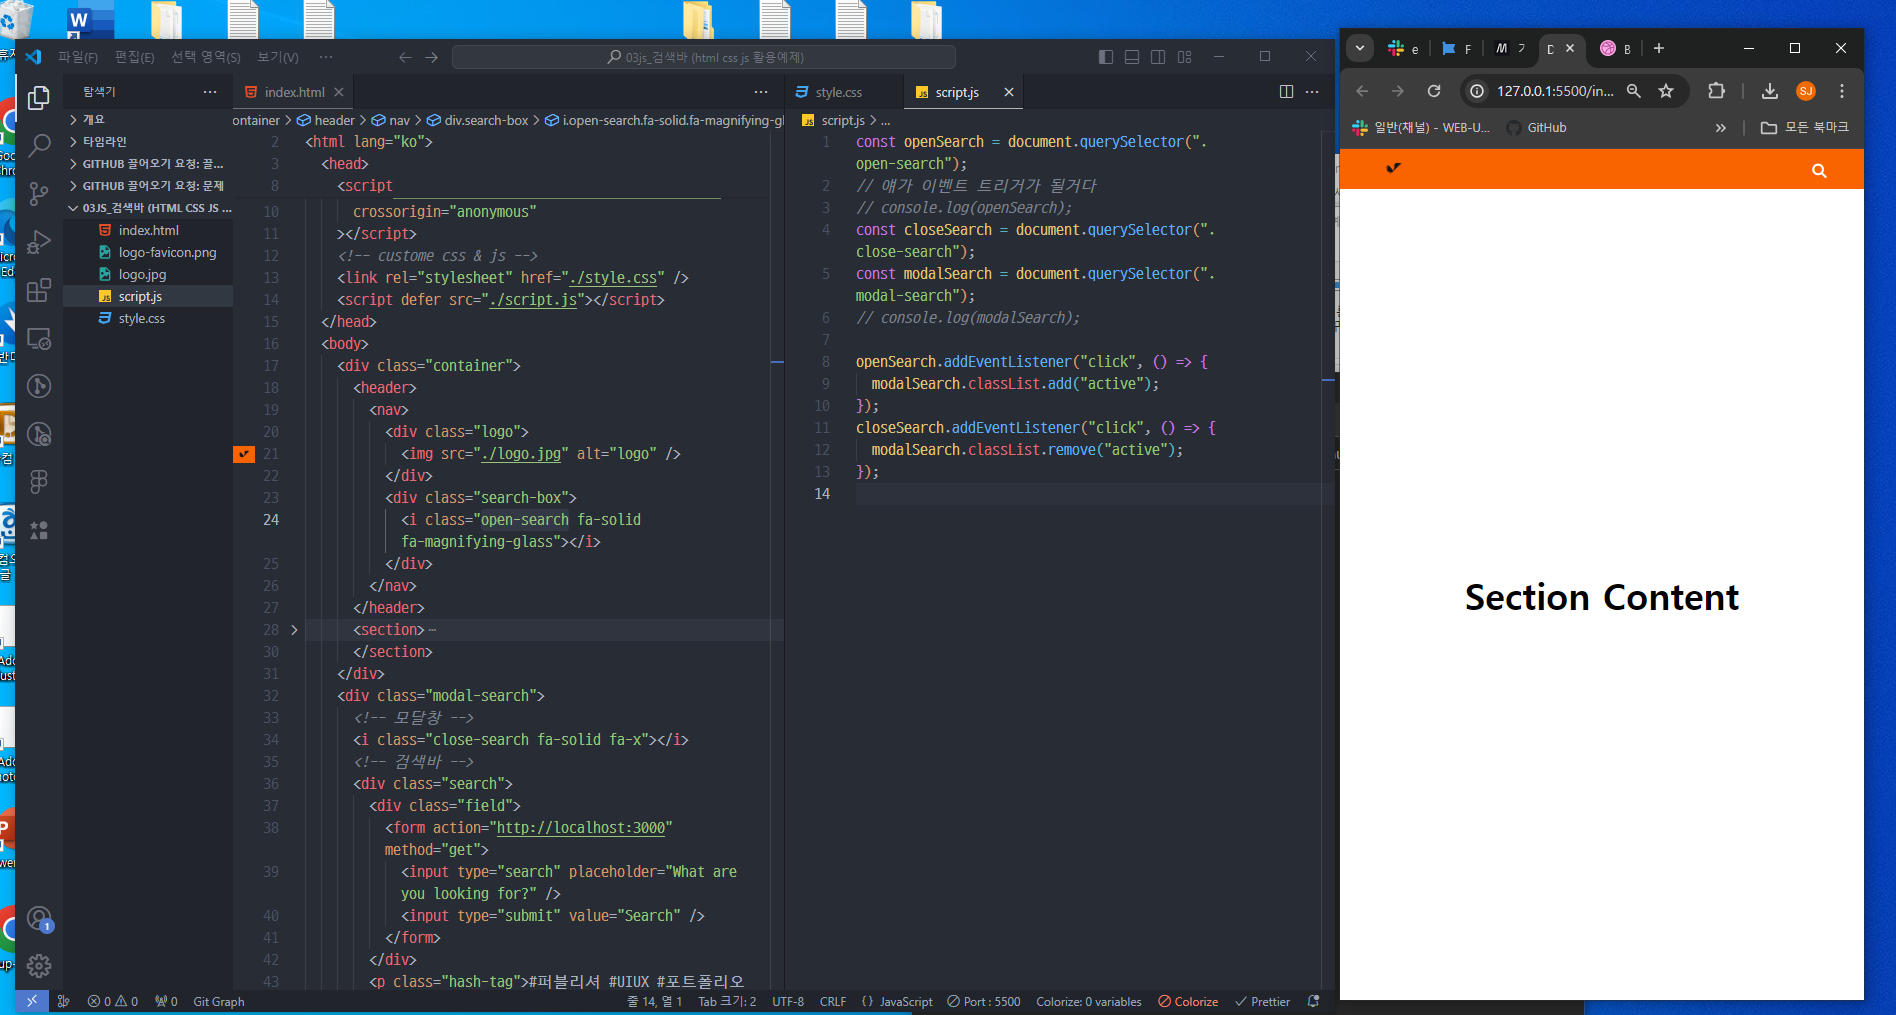 파일(F) 편집(E) 선택 영역(S) 보기(V) ···
03js_검색바 (html css js 활용예제)
탐색기 ···
개요
타임라인
GITHUB 끌어오기 요청: 끌...
GITHUB 끌어오기 요청: 문제
03JS_검색바 (HTML CSS JS ...
index.html
logo-favicon.png
logo.jpg
script.js
style.css
index.html
ontainer > header > nav > div.search-box > i.open-search.fa-solid.fa-magnifying-gl
2 <html lang="ko">
3 <head>
8 <script
10 crossorigin="anonymous"
11 ></script>
12 <!-- custome css & js -->
13 <link rel="stylesheet" href="./style.css" />
14 <script defer src="./script.js"></script>
15 </head>
16 <body>
17 <div class="container">
18 <header>
19 <nav>
20 <div class="logo">
21 <img src="./logo.jpg" alt="logo" />
22 </div>
23 <div class="search-box">
24 <i class="open-search fa-solid
fa-magnifying-glass"></i>
25 </div>
26 </nav>
27 </header>
28 <section>···
30 </section>
31 </div>
32 <div class="modal-search">
33 <!-- 모달창 -->
34 <i class="close-search fa-solid fa-x"></i>
35 <!-- 검색바 -->
36 <div class="search">
37 <div class="field">
38 <form action="http://localhost:3000"
method="get">
39 <input type="search" placeholder="What are
you looking for?" />
40 <input type="submit" value="Search" />
41 </form>
42 </div>
43 <p class="hash-tag">#퍼블리셔 #UIUX #포트폴리오
style.css script.js
script.js > ...
1 const openSearch = document.querySelector(".
open-search");
2 // 얘가 이벤트 트리거가 될거다
3 // console.log(openSearch);
4 const closeSearch = document.querySelector(".
close-search");
5 const modalSearch = document.querySelector(".
modal-search");
6 // console.log(modalSearch);
7
8 openSearch.addEventListener("click", () => {
9 modalSearch.classList.add("active");
10 });
11 closeSearch.addEventListener("click", () => {
12 modalSearch.classList.remove("active");
13 });
14
0 0 0 Git Graph 줄 14, 열 1 Tab 크기: 2 UTF-8 CRLF {} JavaScript Port : 5500 Colorize: 0 variables Colorize Prettier
e F D B
127.0.0.1:5500/in...
SJ
일반(채널) - WEB-U... GitHub » 모든 북마크
Section Content